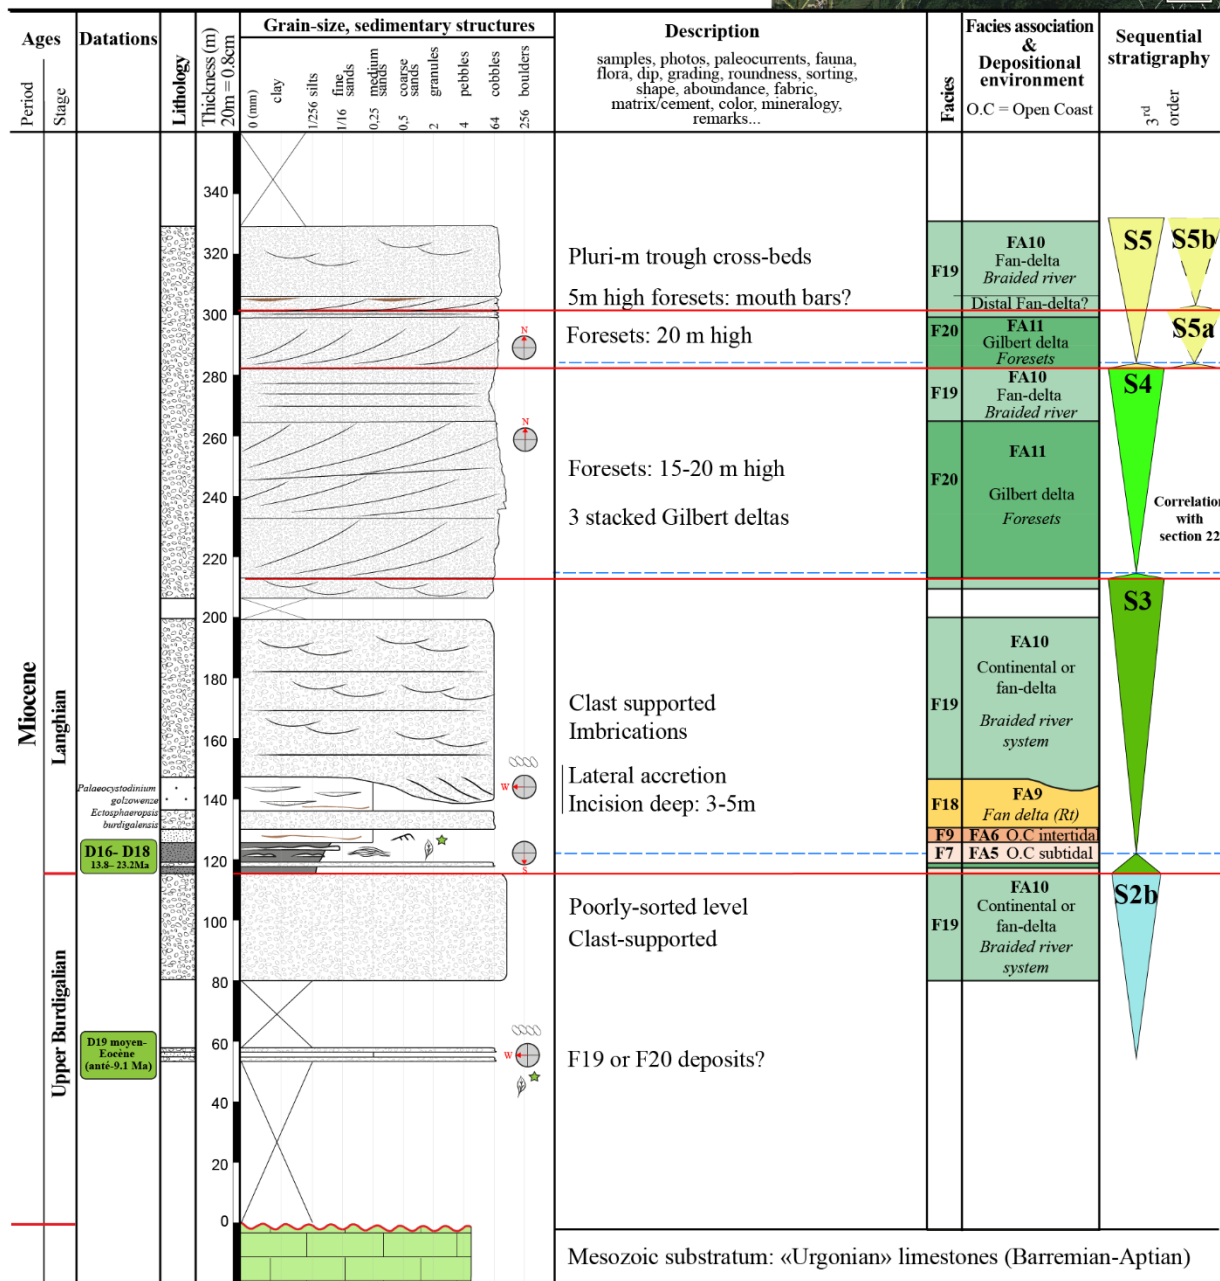 Ages
Datations
Period
Stage
Lithology
Thickness (m)
20m = 0.8cm
Grain-size, sedimentary structures
0 (mm)
clay
1/256
silts
1/16
fine
sands
0,25
medium
sands
0,5
coarse
sands
2
granules
4
pebbles
64
cobbles
256
boulders
Description
samples, photos, paleocurrents, fauna,
flora, dip, grading, roundness, sorting,
shape, aboundance, fabric,
matrix/cement, color, mineralogy,
remarks...
Facies
Facies association
&
Depositional
environment
O.C = Open Coast
Sequential
stratigraphy
3rd
order
340
320
300
280
260
240
220
200
180
160
140
120
100
80
60
40
20
0
Miocene
Langhian
Upper Burdigalian
Palaeocystodinium
golzowenze
Ectosphaeropsis
burdigalensis
D16- D18
13.8– 23.2Ma
D19 moyen-
Eocène
(anté-9.1 Ma)
N
N
W
S
W
Pluri-m trough cross-beds
5m high foresets: mouth bars?
Foresets: 20 m high
Foresets: 15-20 m high
3 stacked Gilbert deltas
Clast supported
Imbrications
Lateral accretion
Incision deep: 3-5m
Poorly-sorted level
Clast-supported
F19 or F20 deposits?
Mesozoic substratum: «Urgonian» limestones (Barremian-Aptian)
F19
FA10
Fan-delta
Braided river
Distal Fan-delta?
F20
FA11
Gilbert delta
Foresets
F19
FA10
Fan-delta
Braided river
F20
FA11
Gilbert delta
Foresets
F19
FA10
Continental or
fan-delta
Braided river
system
F18
FA9
Fan delta (Rt)
F9
FA6 O.C intertidal
F7
FA5 O.C subtidal
F19
FA10
Continental or
fan-delta
Braided river
system
S5
S5b
S5a
S4
Correlation
with
section 22
S3
S2b